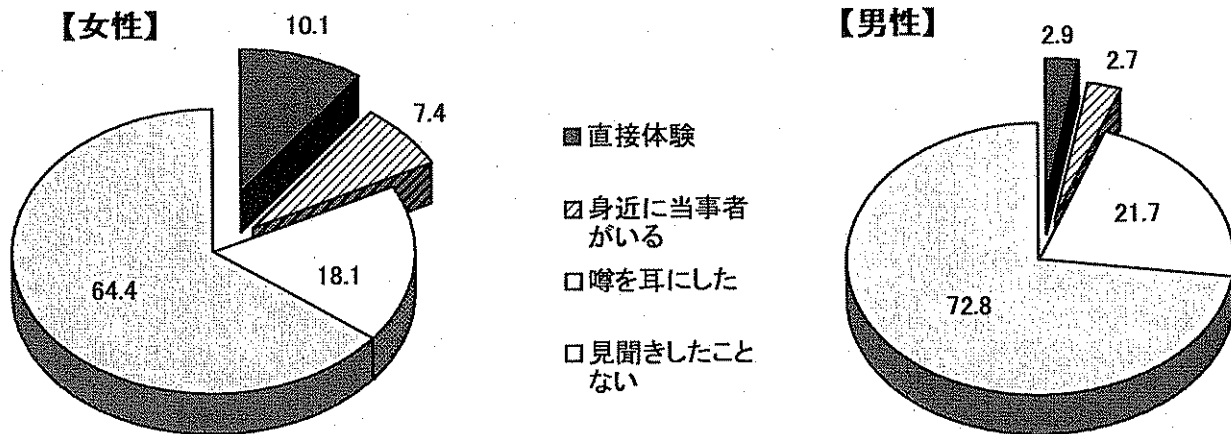 【女性】
10.1
7.4
18.1
64.4
直接体験
身近に当事者
がいる
噂を耳にした
見聞きしたこと
ない
【男性】
2.9
2.7
21.7
72.8